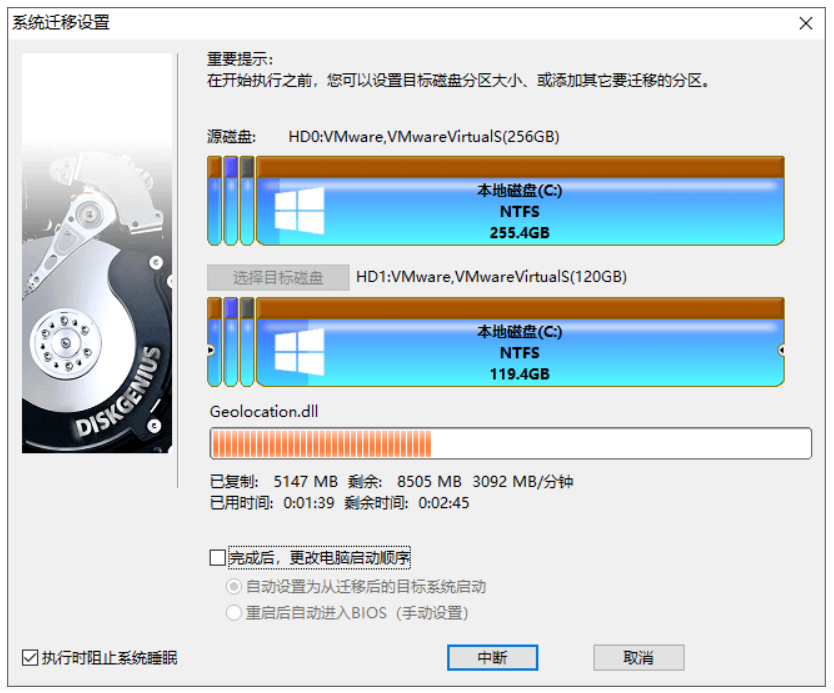 系统迁移设置
重要提示:
在开始执行之前，您可以设置目标磁盘分区大小、或添加其它要迁移的分区。
源磁盘: HD0:VMware,VMwareVirtualS(256GB)
本地磁盘(C:)
NTFS
255.4GB
选择目标磁盘 HD1:VMware,VMwareVirtualS(120GB)
本地磁盘(C:)
NTFS
119.4GB
DISKGENIUS
Geolocation.dll
已复制: 5147 MB 剩余: 8505 MB 3092 MB/分钟
已用时间: 0:01:39 剩余时间: 0:02:45
完成后，更改电脑启动顺序
自动设置为从迁移后的目标系统启动
重启后自动进入BIOS（手动设置）
执行时阻止系统睡眠
中断
取消